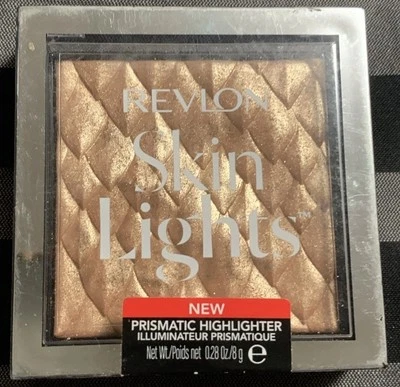 REVLON
Skin
Lights™
NEW
PRISMATIC HIGHLIGHTER
ILLUMINATEUR PRISMATIQUE
Net Wt./Poids net 0.28 Oz/8 g ℮